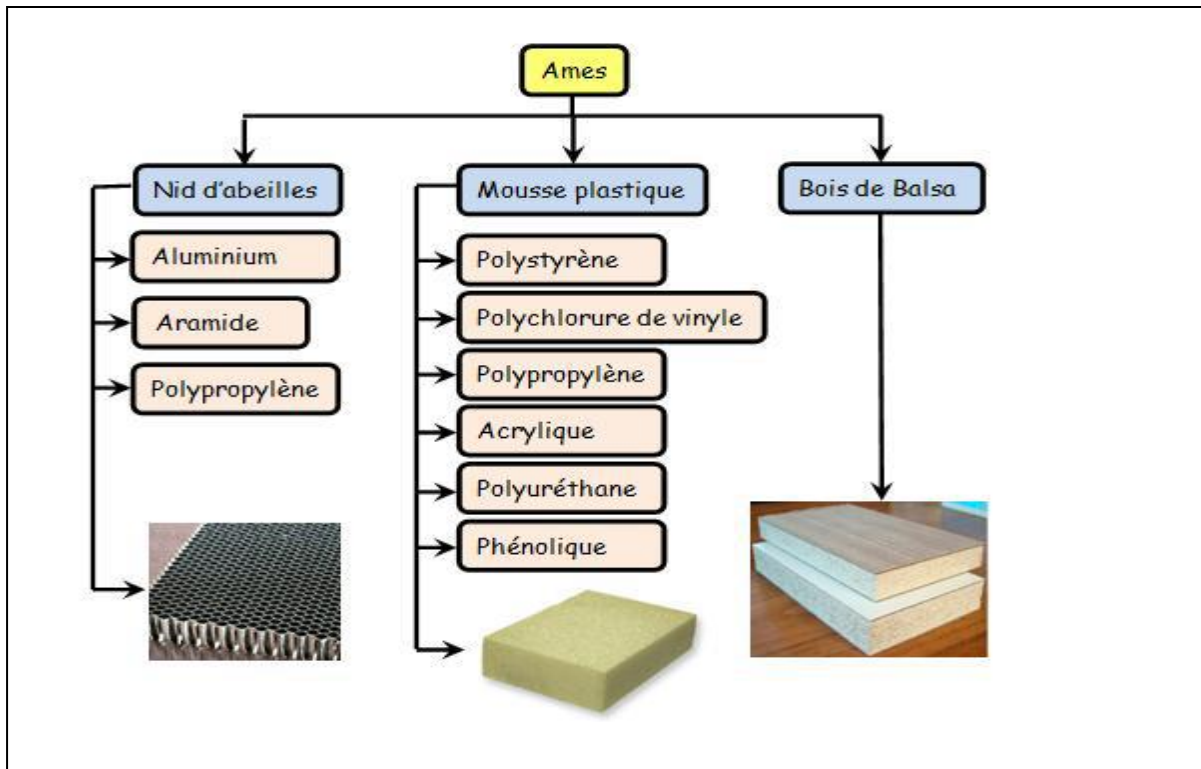 Ames
Nid d'abeilles
Mousse plastique
Bois de Balsa
Aluminium
Aramide
Polypropylène
Polystyrène
Polychlorure de vinyle
Polypropylène
Acrylique
Polyuréthane
Phénolique